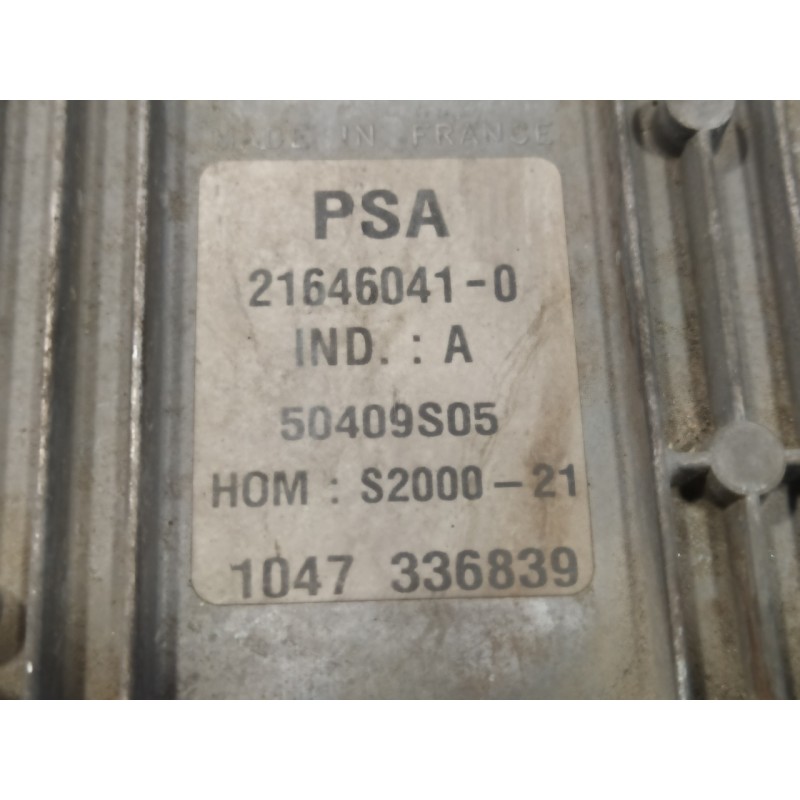 MADE IN FRANCE
PSA
21646041-0
IND. : A
50409S05
HOM : S2000-21
1047 336839